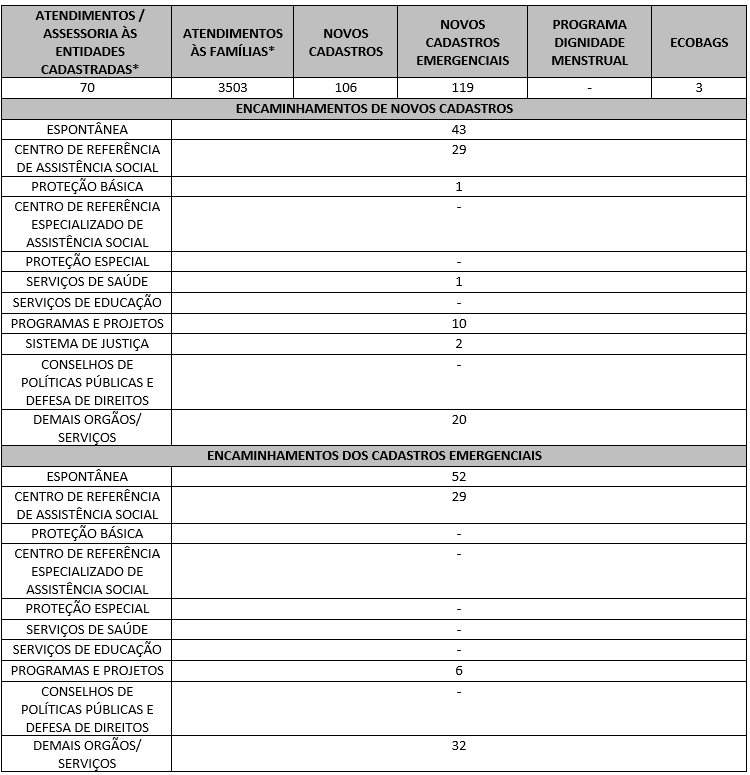 ATENDIMENTOS /
ASSESSORIA ÀS
ENTIDADES
CADASTRADAS*
ATENDIMENTOS
ÀS FAMÍLIAS*
NOVOS
CADASTROS
NOVOS
CADASTROS
EMERGENCIAIS
PROGRAMA
DIGNIDADE
MENSTRUAL
ECOBAGS
70 3503 106 119 - 3
ENCAMINHAMENTOS DE NOVOS CADASTROS
ESPONTÂNEA 43
CENTRO DE REFERÊNCIA 29
DE ASSISTÊNCIA SOCIAL
PROTEÇÃO BÁSICA 1
CENTRO DE REFERÊNCIA -
ESPECIALIZADO DE
ASSISTÊNCIA SOCIAL
PROTEÇÃO ESPECIAL -
SERVIÇOS DE SAÚDE 1
SERVIÇOS DE EDUCAÇÃO -
PROGRAMAS E PROJETOS 10
SISTEMA DE JUSTIÇA 2
CONSELHOS DE -
POLÍTICAS PÚBLICAS E
DEFESA DE DIREITOS
DEMAIS ORGÃOS/ 20
SERVIÇOS
ENCAMINHAMENTOS DOS CADASTROS EMERGENCIAIS
ESPONTÂNEA 52
CENTRO DE REFERÊNCIA 29
DE ASSISTÊNCIA SOCIAL
PROTEÇÃO BÁSICA -
CENTRO DE REFERÊNCIA -
ESPECIALIZADO DE
ASSISTÊNCIA SOCIAL
PROTEÇÃO ESPECIAL -
SERVIÇOS DE SAÚDE -
SERVIÇOS DE EDUCAÇÃO -
PROGRAMAS E PROJETOS 6
CONSELHOS DE -
POLÍTICAS PÚBLICAS E
DEFESA DE DIREITOS
DEMAIS ORGÃOS/ 32
SERVIÇOS